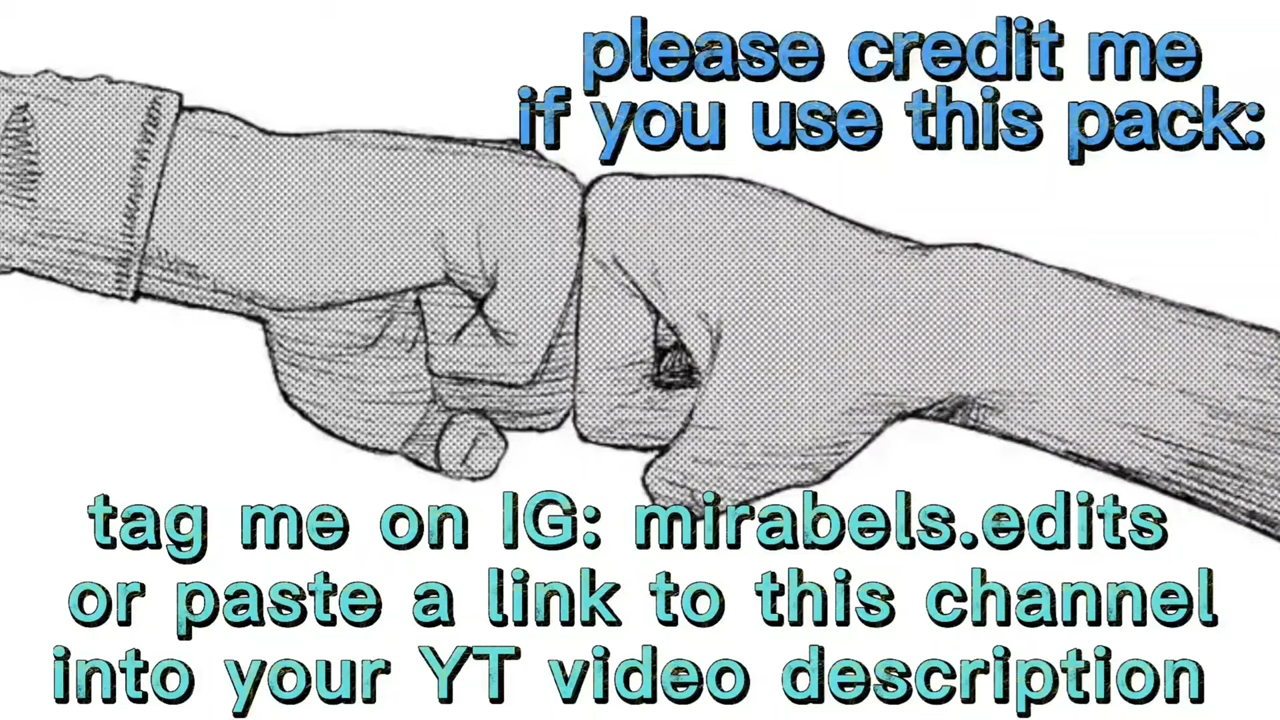 please credit me
if you use this pack:
tag me on IG: mirabels.edits
or paste a link to this channel
into your YT video description